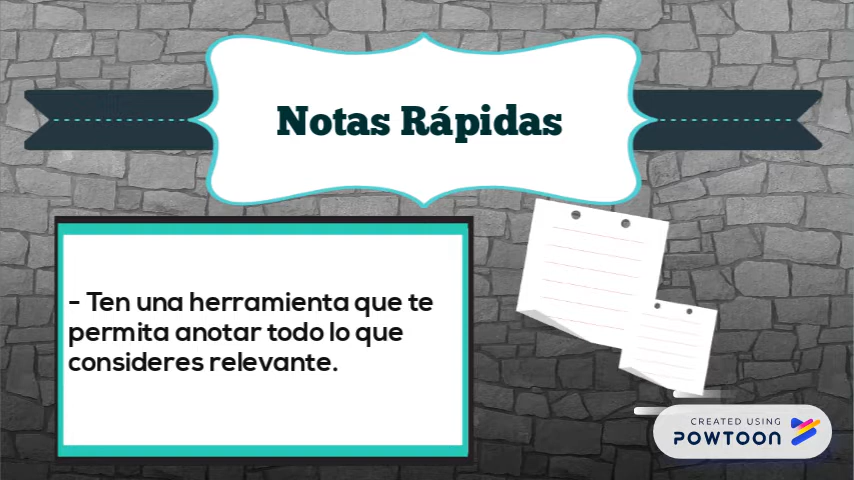 Notas Rápidas
- Ten una herramienta que te
permita anotar todo lo que
consideres relevante.
CREATED USING
POWTOON